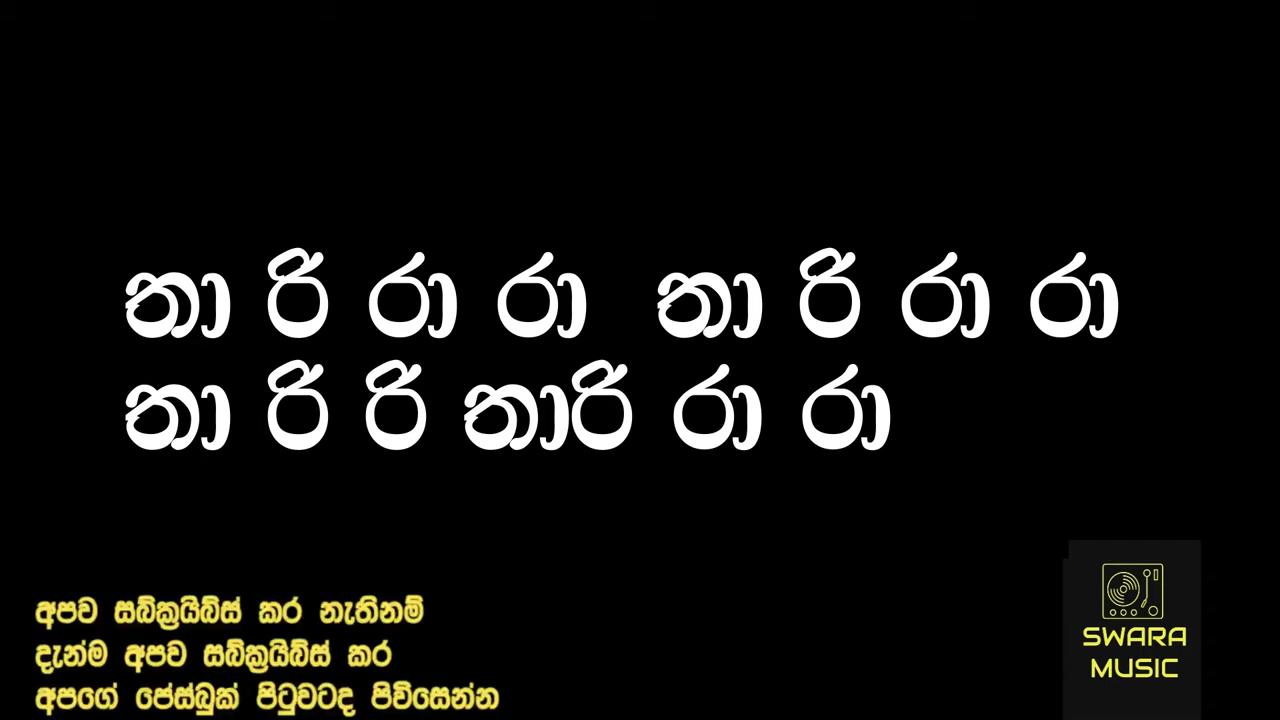 තා රි රා රා  තා රි රා රා
තා රි රි තාරි රා රා
අපව සබ්ක්‍රයිබ්ස් කර නැතිනම්
දැන්ම අපව සබ්ක්‍රයිබ්ස් කර
අපගේ ෆේස්බුක් පිටුවටද පිවිසෙන්න
SWARA
MUSIC